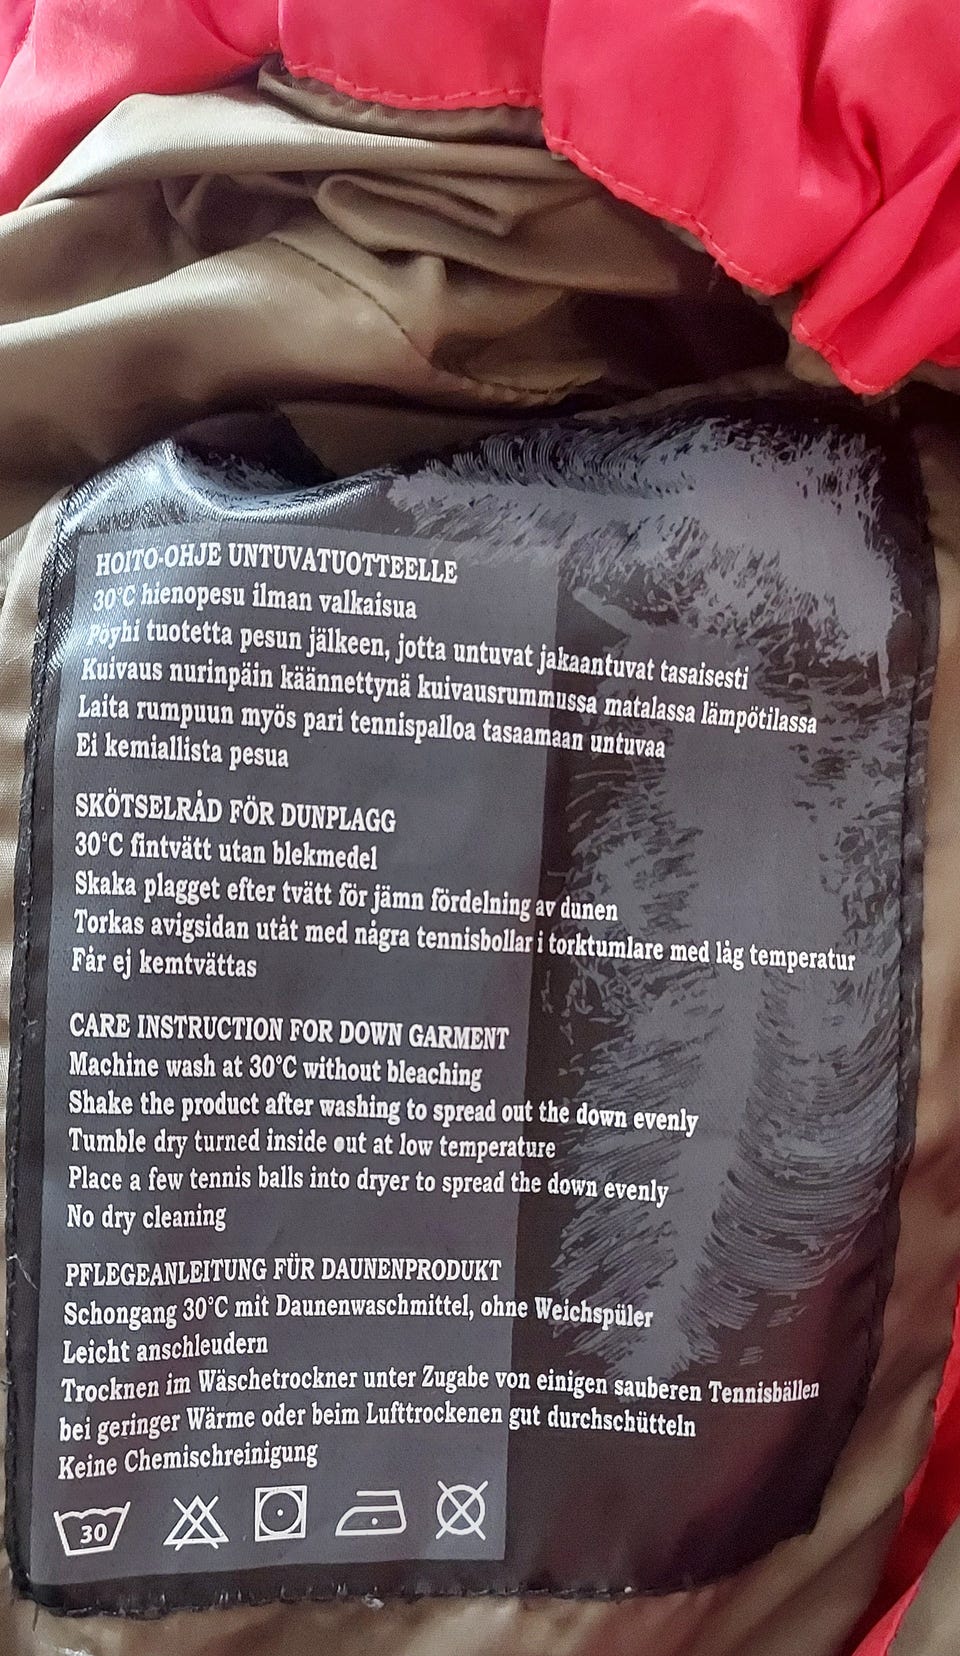 HOITO-OHJE UNTUVATUOTTEELLE
30°C hienopesu ilman valkaisua
Pöyhi tuotetta pesun jälkeen, jotta untuvat jakaantuvat tasaisesti
Kuivaus nurinpäin käännettynä kuivausrummussa matalassa lämpötilassa
Laita rumpuun myös pari tennispalloa tasaamaan untuvaa
Ei kemiallista pesua
SKÖTSELRÅD FÖR DUNPLAGG
30°C fintvätt utan blekmedel
Skaka plagget efter tvätt för jämn fördelning av dunen
Torkas avigsidan utåt med några tennisbollar i torktumlare med låg temperatur
Får ej kemtvättas
CARE INSTRUCTION FOR DOWN GARMENT
Machine wash at 30°C without bleaching
Shake the product after washing to spread out the down evenly
Tumble dry turned inside out at low temperature
Place a few tennis balls into dryer to spread the down evenly
No dry cleaning
PFLEGEANLEITUNG FÜR DAUNENPRODUKT
Schongang 30°C mit Daunenwaschmittel, ohne Weichspüler
Leicht anschleudern
Trocknen im Wäschetrockner unter Zugabe von einigen sauberen Tennisbällen
bei geringer Wärme oder beim Lufttrockenen gut durchschütteln
Keine Chemischreinigung
30